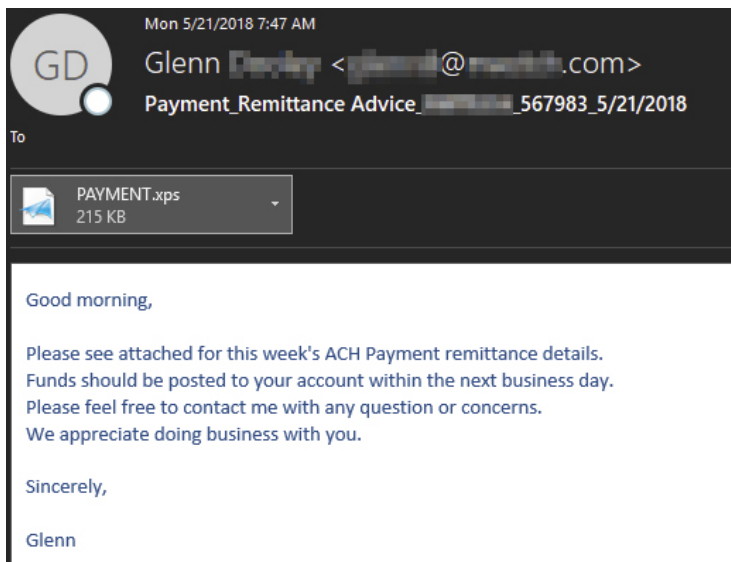 Mon 5/21/2018 7:47 AM
GD
Glenn < @ .com>
Payment_Remittance Advice_ _567983_5/21/2018
To
PAYMENT.xps
215 KB
Good morning,
Please see attached for this week's ACH Payment remittance details.
Funds should be posted to your account within the next business day.
Please feel free to contact me with any question or concerns.
We appreciate doing business with you.
Sincerely,
Glenn